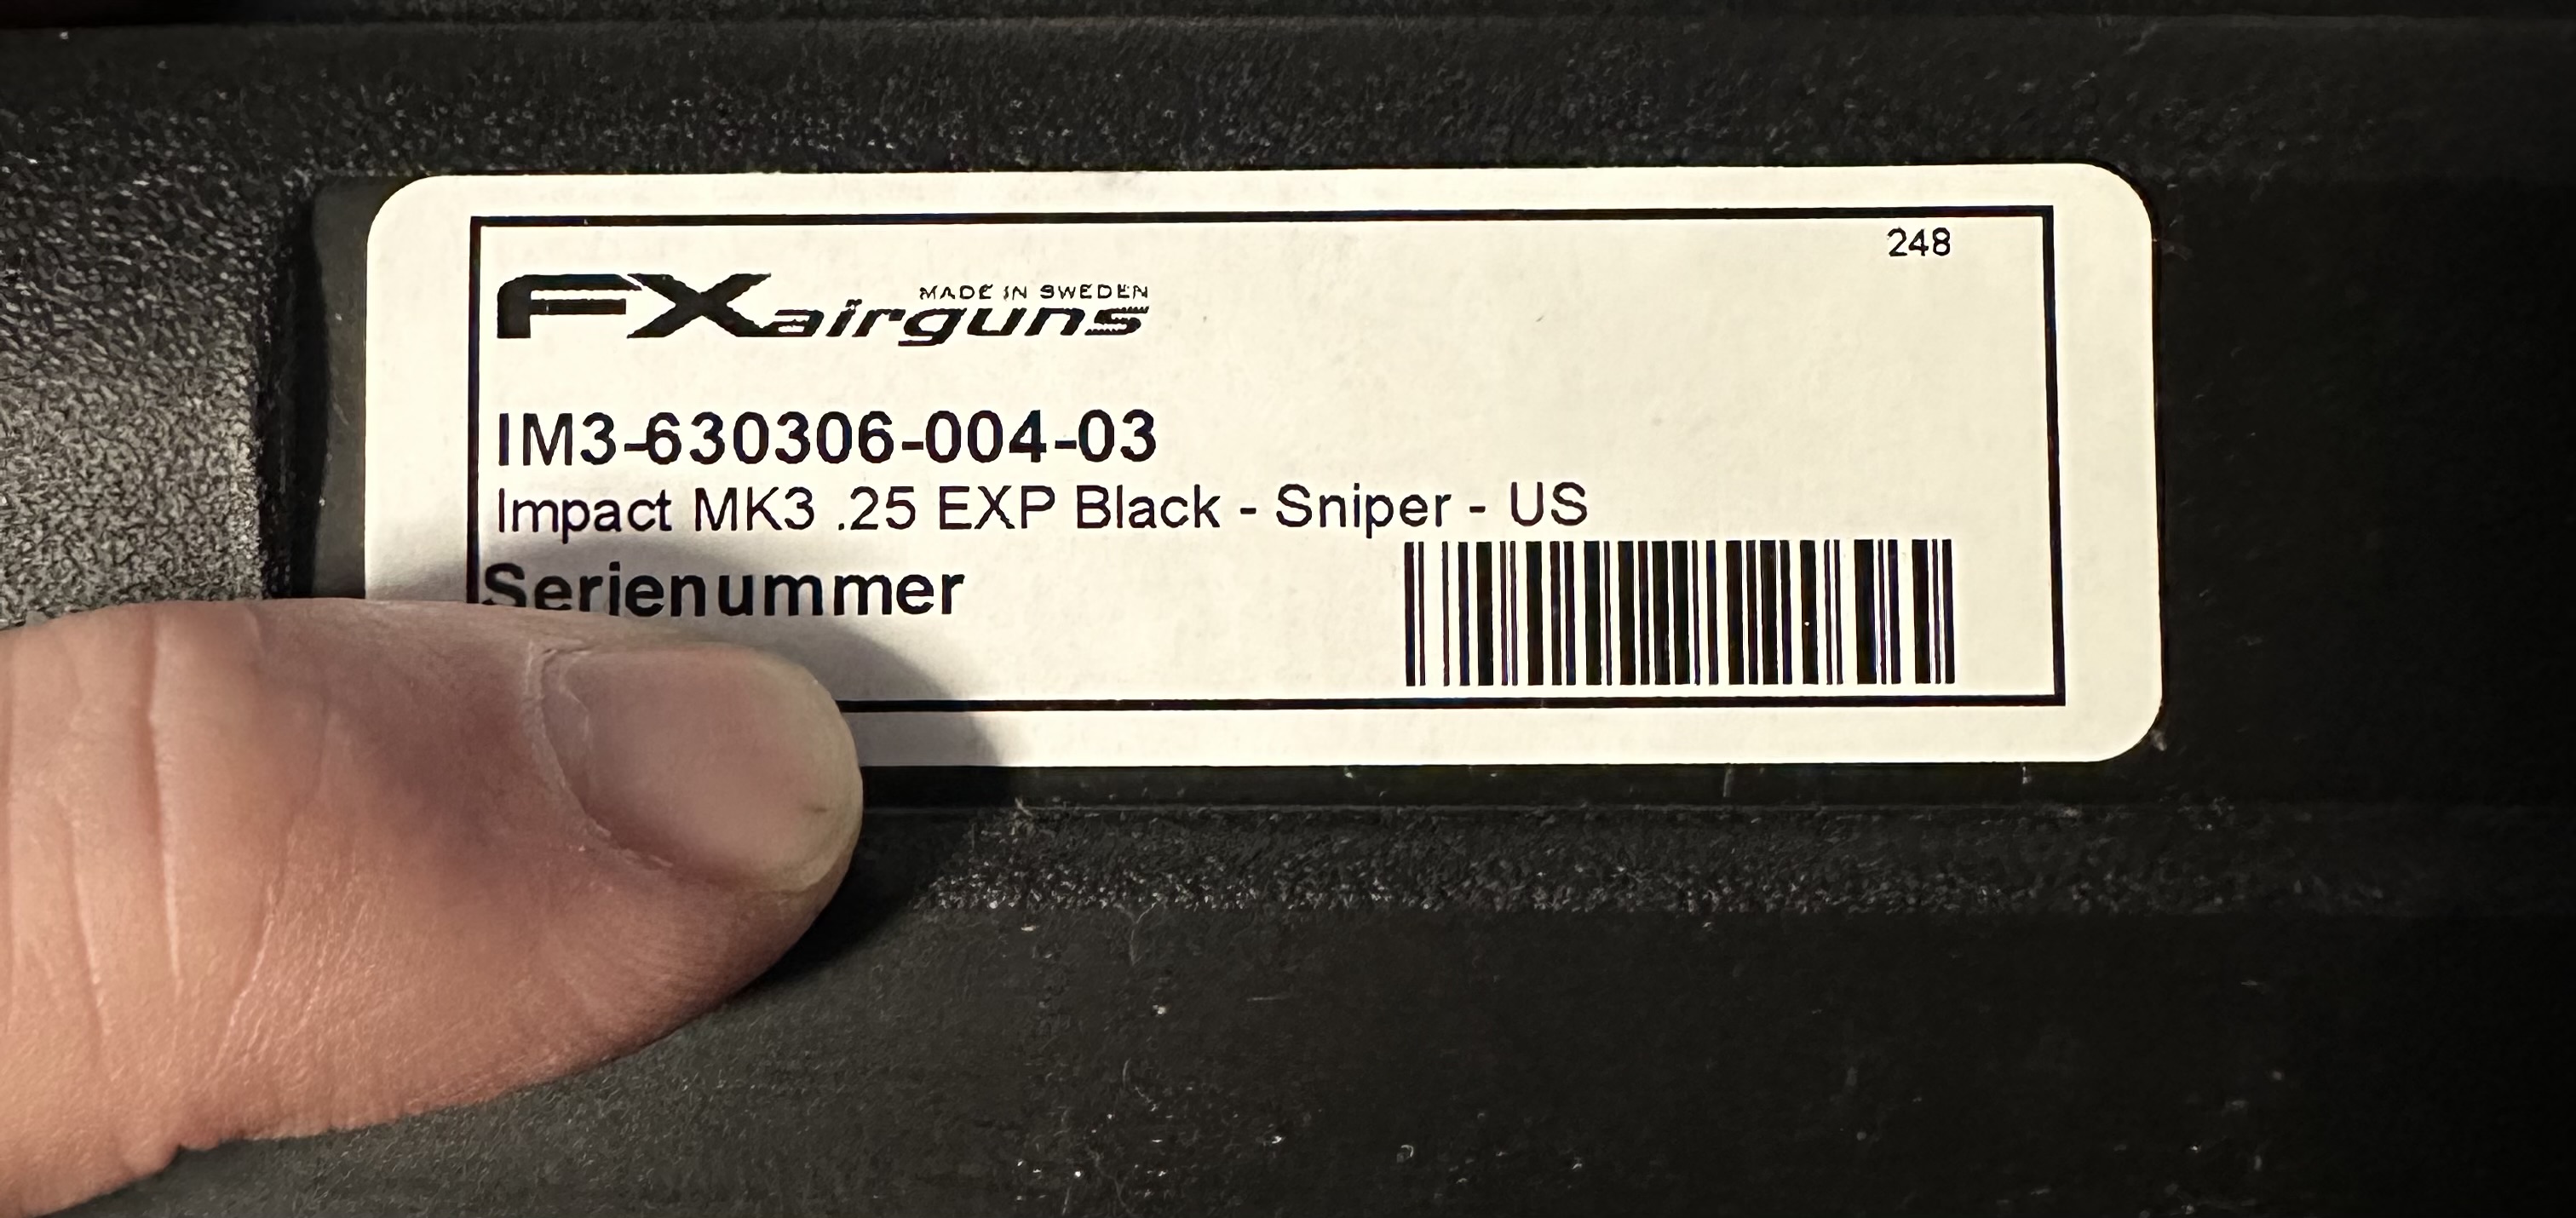 248
MADE IN SWEDEN
FXairguns
IM3-630306-004-03
Impact MK3 .25 EXP Black - Sniper - US
Serienummer